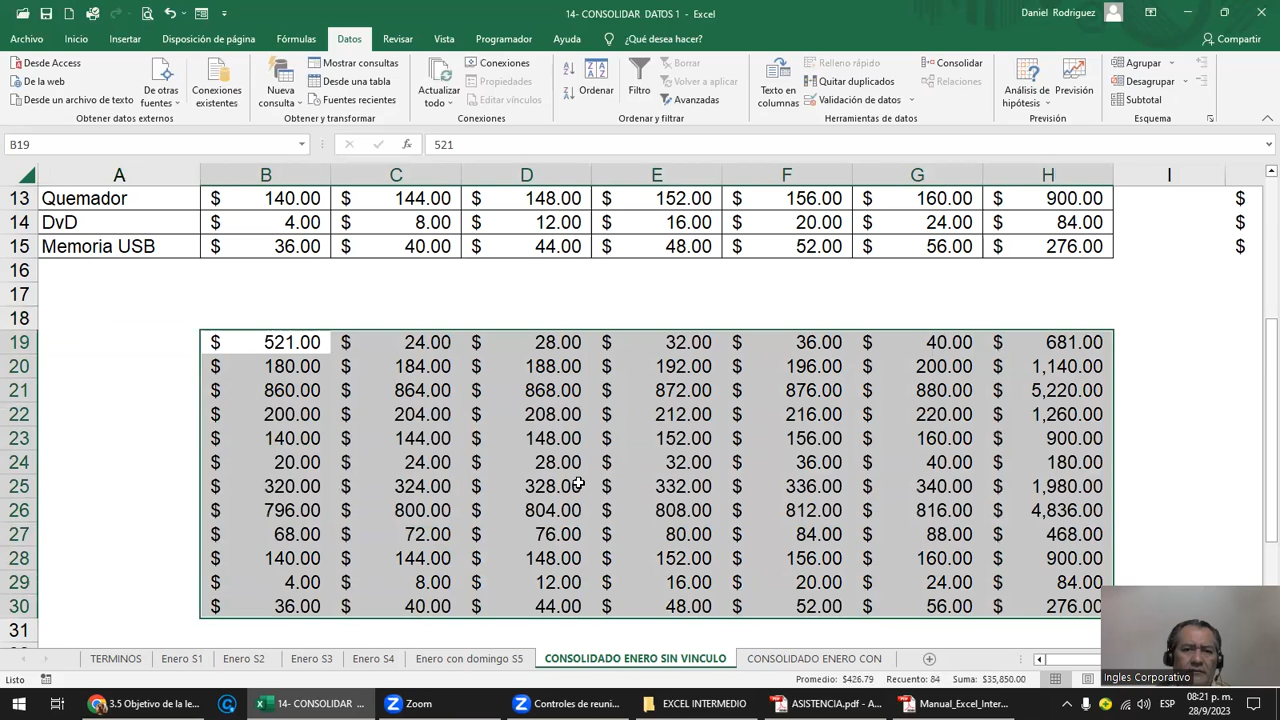 14- CONSOLIDAR DATOS 1 - Excel
Daniel Rodriguez
Archivo Inicio Insertar Disposición de página Fórmulas Datos Revisar Vista Programador Ayuda ¿Qué desea hacer? Compartir
Desde Access
De la web
Desde un archivo de texto
De otras fuentes
Conexiones existentes
Nueva consulta
Mostrar consultas
Desde una tabla
Fuentes recientes
Actualizar todo
Conexiones
Propiedades
Editar vínculos
Ordenar
Filtro
Borrar
Volver a aplicar
Avanzadas
Texto en columnas
Relleno rápido
Quitar duplicados
Validación de datos
Consolidar
Relaciones
Análisis de hipótesis
Previsión
Agrupar
Desagrupar
Subtotal
Obtener datos externos Obtener y transformar Conexiones Ordenar y filtrar Herramientas de datos Previsión Esquema
B19 fx 521
A B C D E F G H I
13 Quemador $ 140.00 $ 144.00 $ 148.00 $ 152.00 $ 156.00 $ 160.00 $ 900.00 $
14 DvD $ 4.00 $ 8.00 $ 12.00 $ 16.00 $ 20.00 $ 24.00 $ 84.00 $
15 Memoria USB $ 36.00 $ 40.00 $ 44.00 $ 48.00 $ 52.00 $ 56.00 $ 276.00 $
16
17
18
19 $ 521.00 $ 24.00 $ 28.00 $ 32.00 $ 36.00 $ 40.00 $ 681.00
20 $ 180.00 $ 184.00 $ 188.00 $ 192.00 $ 196.00 $ 200.00 $ 1,140.00
21 $ 860.00 $ 864.00 $ 868.00 $ 872.00 $ 876.00 $ 880.00 $ 5,220.00
22 $ 200.00 $ 204.00 $ 208.00 $ 212.00 $ 216.00 $ 220.00 $ 1,260.00
23 $ 140.00 $ 144.00 $ 148.00 $ 152.00 $ 156.00 $ 160.00 $ 900.00
24 $ 20.00 $ 24.00 $ 28.00 $ 32.00 $ 36.00 $ 40.00 $ 180.00
25 $ 320.00 $ 324.00 $ 328.00 $ 332.00 $ 336.00 $ 340.00 $ 1,980.00
26 $ 796.00 $ 800.00 $ 804.00 $ 808.00 $ 812.00 $ 816.00 $ 4,836.00
27 $ 68.00 $ 72.00 $ 76.00 $ 80.00 $ 84.00 $ 88.00 $ 468.00
28 $ 140.00 $ 144.00 $ 148.00 $ 152.00 $ 156.00 $ 160.00 $ 900.00
29 $ 4.00 $ 8.00 $ 12.00 $ 16.00 $ 20.00 $ 24.00 $ 84.00
30 $ 36.00 $ 40.00 $ 44.00 $ 48.00 $ 52.00 $ 56.00 $ 276.00
31
TERMINOS Enero S1 Enero S2 Enero S3 Enero S4 Enero con domingo S5 CONSOLIDADO ENERO SIN VINCULO CONSOLIDADO ENERO CON
Ingles Corporativo
Listo Promedio: $426.79 Recuento: 84 Suma: $35,850.00
3.5 Objetivo de la le... 14- CONSOLIDAR ... Zoom Controles de reuni... EXCEL INTERMEDIO ASISTENCIA.pdf - A... Manual_Excel_Inter...
ESP
08:21 p. m.
28/9/2023